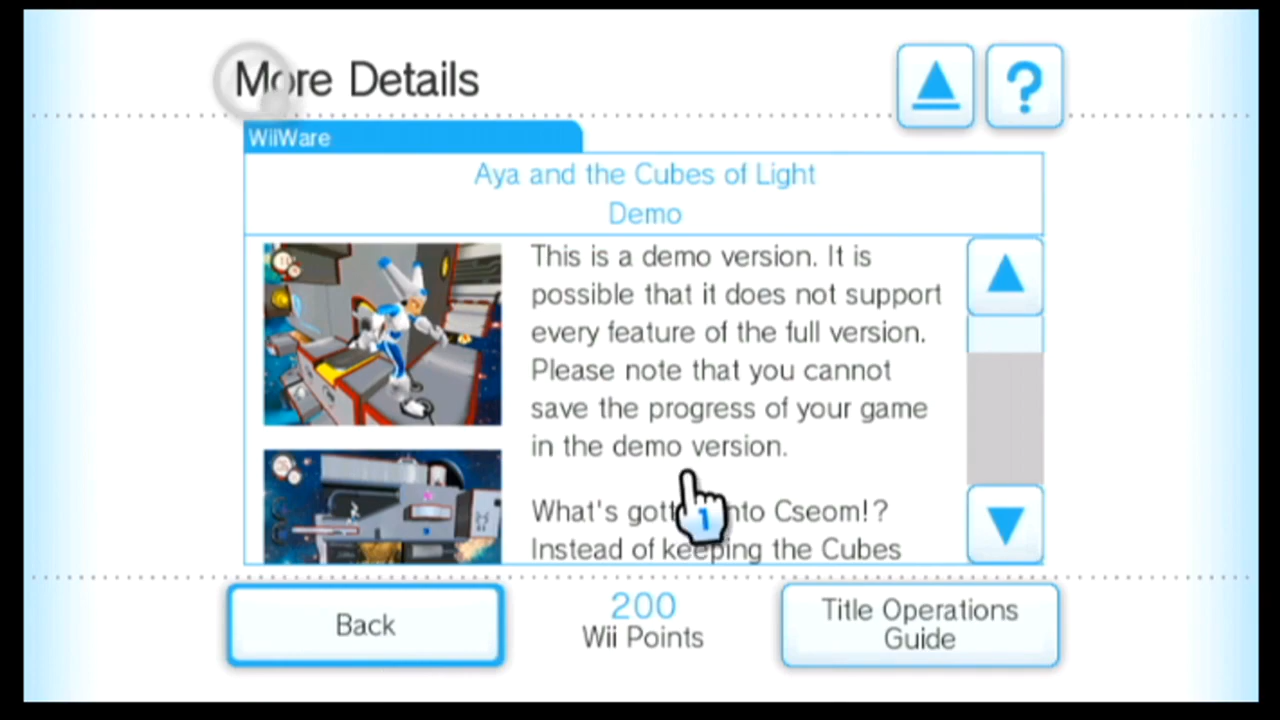 More Details
?
WiiWare
Aya and the Cubes of Light
Demo
This is a demo version. It is
possible that it does not support
every feature of the full version.
Please note that you cannot
save the progress of your game
in the demo version.
What's into Cseom!?
Instead of keeping the Cubes
1
Back
200
Wii Points
Title Operations
Guide